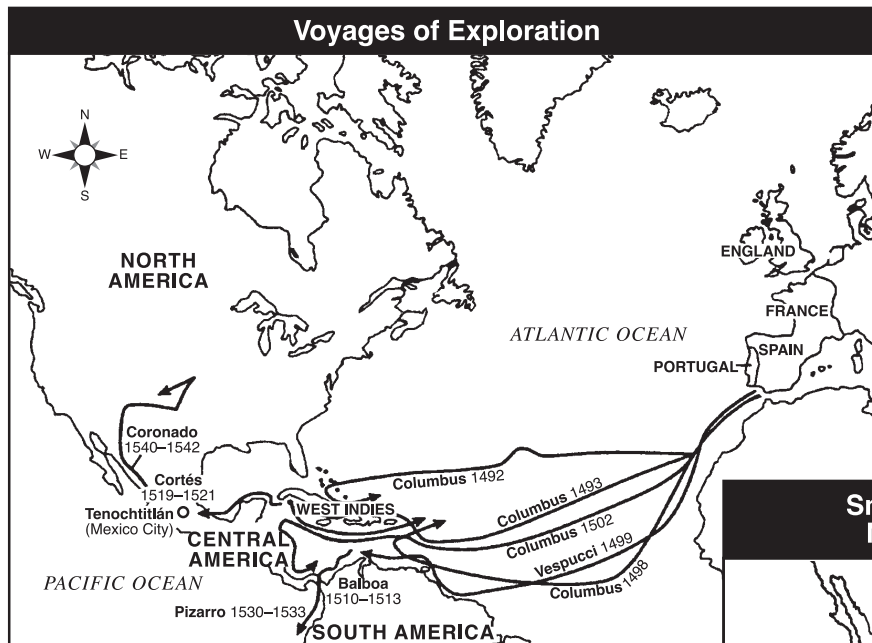 Voyages of Exploration
N
W
E
S
NORTH
AMERICA
ENGLAND
FRANCE
ATLANTIC OCEAN
SPAIN
PORTUGAL
Coronado
1540–1542
Cortés
1519–1521
Tenochtitlán
(Mexico City)
Columbus 1492
WEST INDIES
Columbus 1493
Columbus 1502
Vespucci 1499
Columbus 1498
CENTRAL
AMERICA
PACIFIC OCEAN
Balboa
1510–1513
Pizarro 1530–1533
SOUTH AMERICA